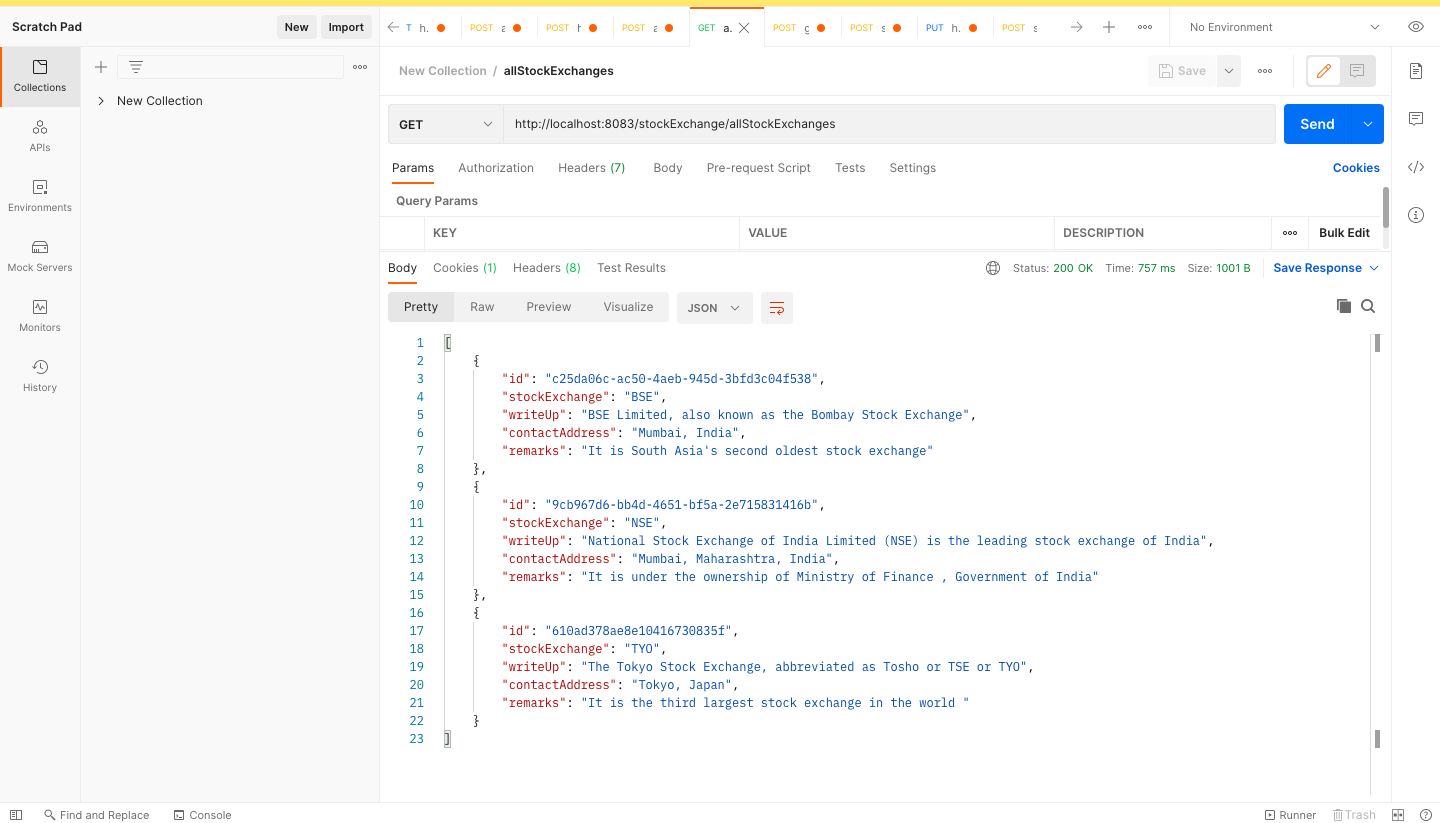 Scratch Pad
New
Import
T h.
POST a
POST h
POST a
GET a.
POST g
POST s
PUT h.
POST s
No Environment
Collections
APIs
Environments
Mock Servers
Monitors
History
New Collection
New Collection / allStockExchanges
Save
GET
http://localhost:8083/stockExchange/allStockExchanges
Send
Params Authorization Headers (7) Body Pre-request Script Tests Settings
Cookies
Query Params
KEY VALUE DESCRIPTION Bulk Edit
Body Cookies (1) Headers (8) Test Results
Status: 200 OK Time: 757 ms Size: 1001 B Save Response
Pretty Raw Preview Visualize JSON
1 [
2 {
3 "id": "c25da06c-ac50-4aeb-945d-3bfd3c04f538",
4 "stockExchange": "BSE",
5 "writeUp": "BSE Limited, also known as the Bombay Stock Exchange",
6 "contactAddress": "Mumbai, India",
7 "remarks": "It is South Asia's second oldest stock exchange"
8 },
9 {
10 "id": "9cb967d6-bb4d-4651-bf5a-2e715831416b",
11 "stockExchange": "NSE",
12 "writeUp": "National Stock Exchange of India Limited (NSE) is the leading stock exchange of India",
13 "contactAddress": "Mumbai, Maharashtra, India",
14 "remarks": "It is under the ownership of Ministry of Finance , Government of India"
15 },
16 {
17 "id": "610ad378ae8e10416730835f",
18 "stockExchange": "TYO",
19 "writeUp": "The Tokyo Stock Exchange, abbreviated as Tosho or TSE or TYO",
20 "contactAddress": "Tokyo, Japan",
21 "remarks": "It is the third largest stock exchange in the world "
22 }
23 ]
Find and Replace
Console
Runner
Trash